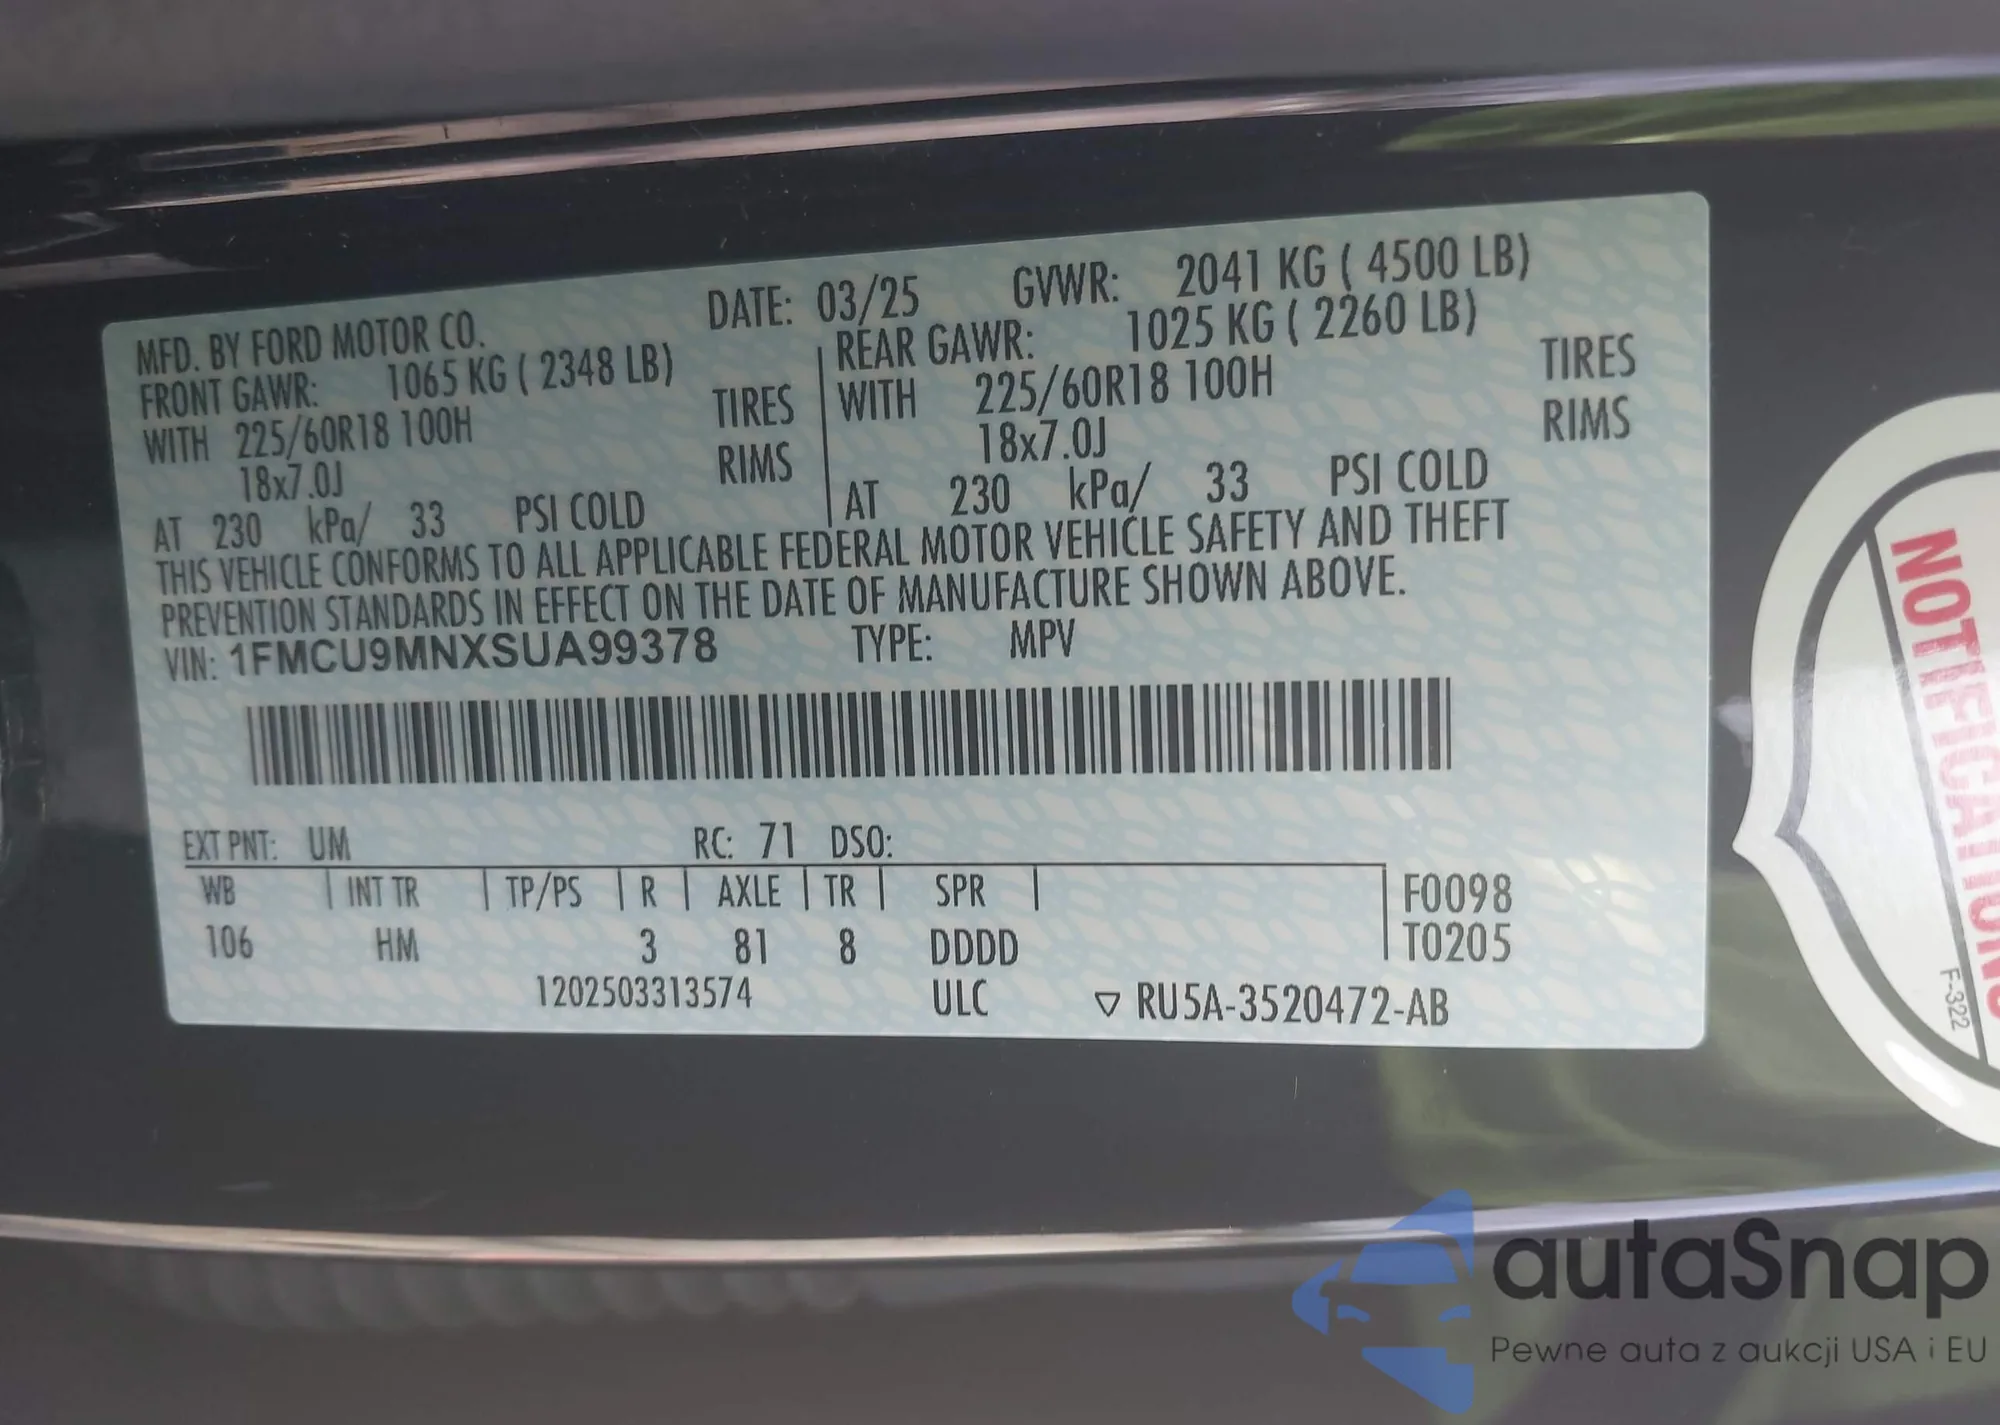 MFD. BY FORD MOTOR CO.
DATE: 03/25 GVWR: 2041 KG ( 4500 LB)
FRONT GAWR: 1065 KG ( 2348 LB)
WITH 225/60R18 100H TIRES
18x7.0J RIMS
AT 230 kPa/ 33 PSI COLD
REAR GAWR: 1025 KG ( 2260 LB)
WITH 225/60R18 100H TIRES
18x7.0J RIMS
AT 230 kPa/ 33 PSI COLD
THIS VEHICLE CONFORMS TO ALL APPLICABLE FEDERAL MOTOR VEHICLE SAFETY AND THEFT
PREVENTION STANDARDS IN EFFECT ON THE DATE OF MANUFACTURE SHOWN ABOVE.
VIN: 1FMCU9MNXSUA99378 TYPE: MPV
EXT PNT: UM RC: 71 DSO:
WB INT TR TP/PS R AXLE TR SPR F0098
106 HM 3 81 8 DDDD T0205
1202503313574 ULC ▽ RU5A-3520472-AB
NOTIFICATIONS
F-322
autaSnap
Pewne auta z aukcji USA i EU